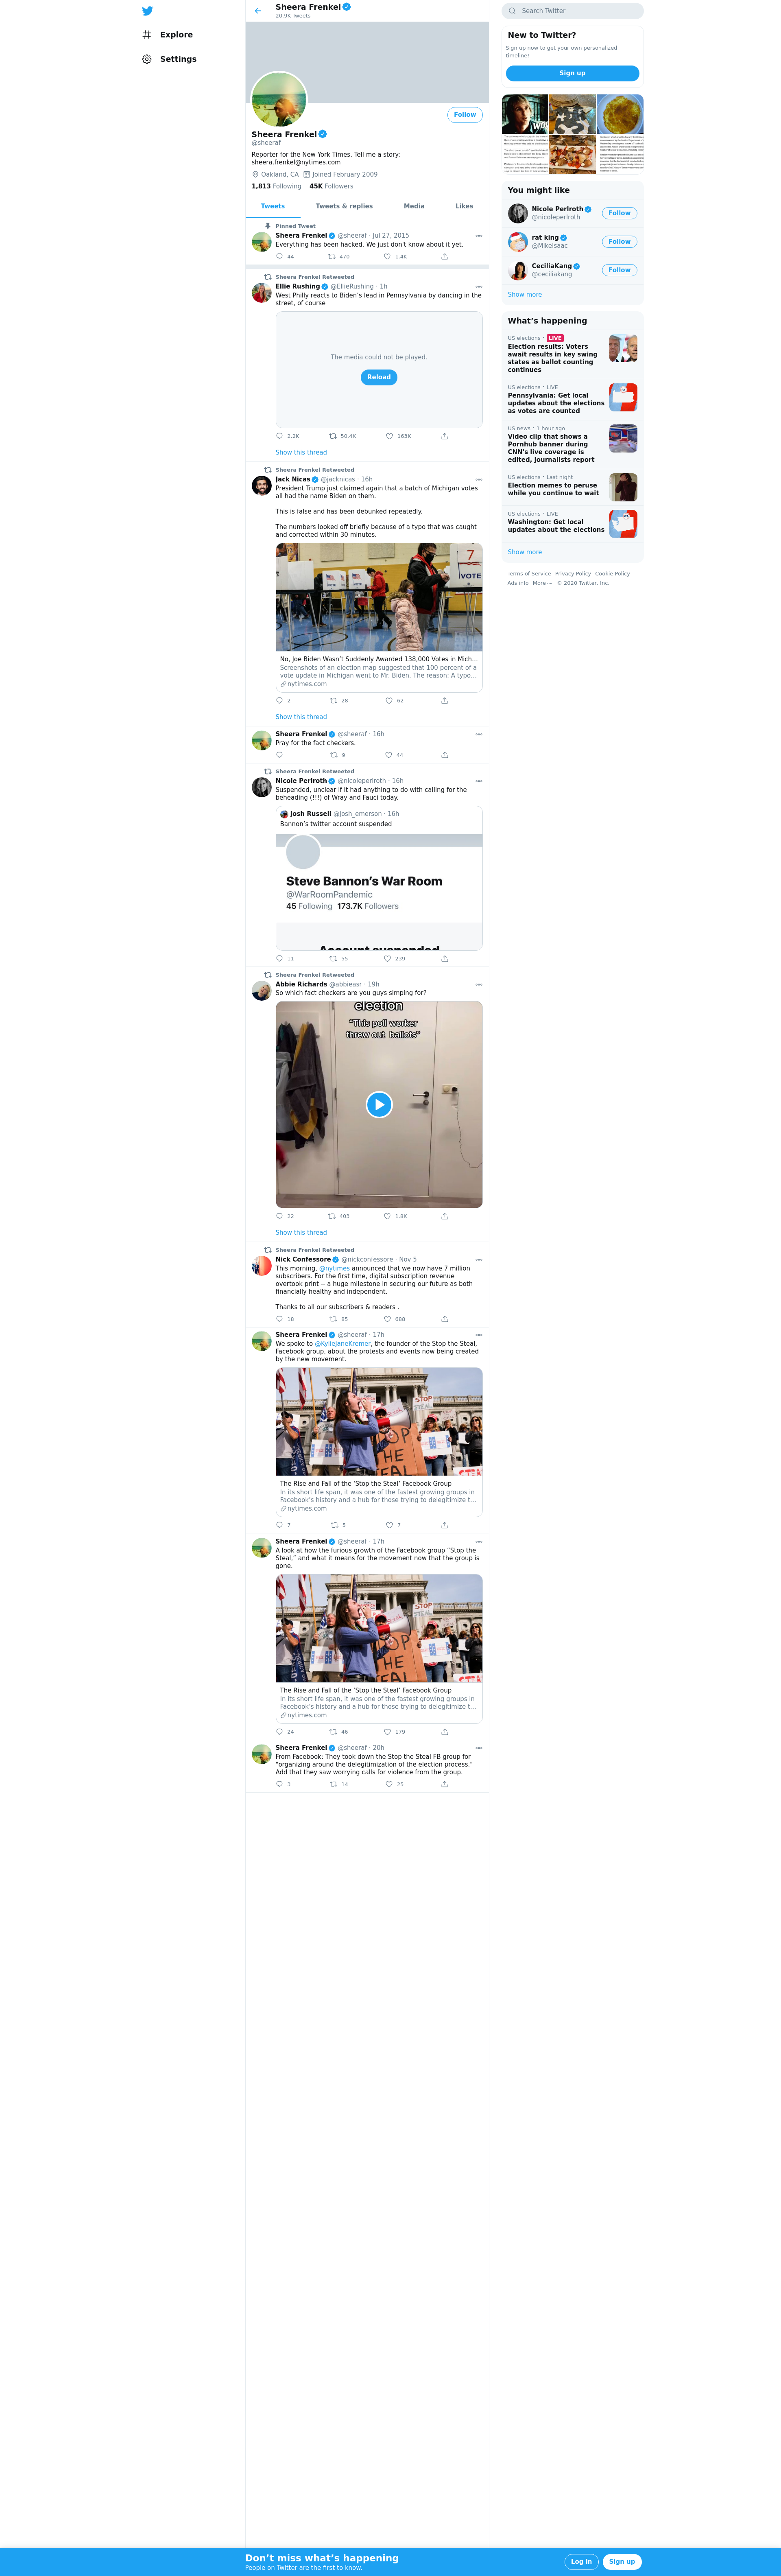 Explore
Settings
Sheera Frenkel
20.9K Tweets
Follow
Sheera Frenkel
@sheeraf
Reporter for the New York Times. Tell me a story:
sheera.frenkel@nytimes.com
Oakland, CA Joined February 2009
1,813 Following 45K Followers
Tweets Tweets & replies Media Likes
Pinned Tweet
Sheera Frenkel @sheeraf · Jul 27, 2015
Everything has been hacked. We just don't know about it yet.
44 470 1.4K
Sheera Frenkel Retweeted
Ellie Rushing @EllieRushing · 1h
West Philly reacts to Biden's lead in Pennsylvania by dancing in the
street, of course
The media could not be played.
Reload
2.2K 50.4K 163K
Show this thread
Sheera Frenkel Retweeted
Jack Nicas @jacknicas · 16h
President Trump just claimed again that a batch of Michigan votes
all had the name Biden on them.
This is false and has been debunked repeatedly.
The numbers looked off briefly because of a typo that was caught
and corrected within 30 minutes.
7
VOTE
No, Joe Biden Wasn't Suddenly Awarded 138,000 Votes in Mich...
Screenshots of an election map suggested that 100 percent of a
vote update in Michigan went to Mr. Biden. The reason: A typo...
nytimes.com
2 28 62
Show this thread
Sheera Frenkel @sheeraf · 16h
Pray for the fact checkers.
9 44
Sheera Frenkel Retweeted
Nicole Perlroth @nicoleperlroth · 16h
Suspended, unclear if it had anything to do with calling for the
beheading (!!!) of Wray and Fauci today.
Josh Russell @josh_emerson · 16h
Bannon's twitter account suspended
Steve Bannon's War Room
@WarRoomPandemic
45 Following 173.7K Followers
Account suspended
11 55 239
Sheera Frenkel Retweeted
Abbie Richards @abbieasr · 19h
So which fact checkers are you guys simping for?
election
"This poll worker
threw out ballots"
22 403 1.8K
Show this thread
Sheera Frenkel Retweeted
Nick Confessore @nickconfessore · Nov 5
This morning, @nytimes announced that we now have 7 million
subscribers. For the first time, digital subscription revenue
overtook print -- a huge milestone in securing our future as both
financially healthy and independent.
Thanks to all our subscribers & readers .
18 85 688
Sheera Frenkel @sheeraf · 17h
We spoke to @KylieJaneKremer, the founder of the Stop the Steal,
Facebook group, about the protests and events now being created
by the new movement.
STOP
STEAL
STOP
THE
STEAL
The Rise and Fall of the 'Stop the Steal' Facebook Group
In its short life span, it was one of the fastest growing groups in
Facebook's history and a hub for those trying to delegitimize t...
nytimes.com
7 5 7
Sheera Frenkel @sheeraf · 17h
A look at how the furious growth of the Facebook group "Stop the
Steal," and what it means for the movement now that the group is
gone.
STOP
STEAL
STOP
THE
STEAL
The Rise and Fall of the 'Stop the Steal' Facebook Group
In its short life span, it was one of the fastest growing groups in
Facebook's history and a hub for those trying to delegitimize t...
nytimes.com
24 46 179
Sheera Frenkel @sheeraf · 20h
From Facebook: They took down the Stop the Steal FB group for
"organizing around the delegitimization of the election process."
Add that they saw worrying calls for violence from the group.
3 14 25
Search Twitter
New to Twitter?
Sign up now to get your own personalized
timeline!
Sign up
You might like
Nicole Perlroth
@nicoleperlroth
Follow
rat king
@MikeIsaac
Follow
CeciliaKang
@ceciliakang
Follow
Show more
What's happening
US elections · LIVE
Election results: Voters
await results in key swing
states as ballot counting
continues
US elections · LIVE
Pennsylvania: Get local
updates about the elections
as votes are counted
US news · 1 hour ago
Video clip that shows a
Pornhub banner during
CNN's live coverage is
edited, journalists report
US elections · Last night
Election memes to peruse
while you continue to wait
US elections · LIVE
Washington: Get local
updates about the elections
Show more
Terms of Service Privacy Policy Cookie Policy
Ads info More © 2020 Twitter, Inc.
Don't miss what's happening
People on Twitter are the first to know.
Log in Sign up